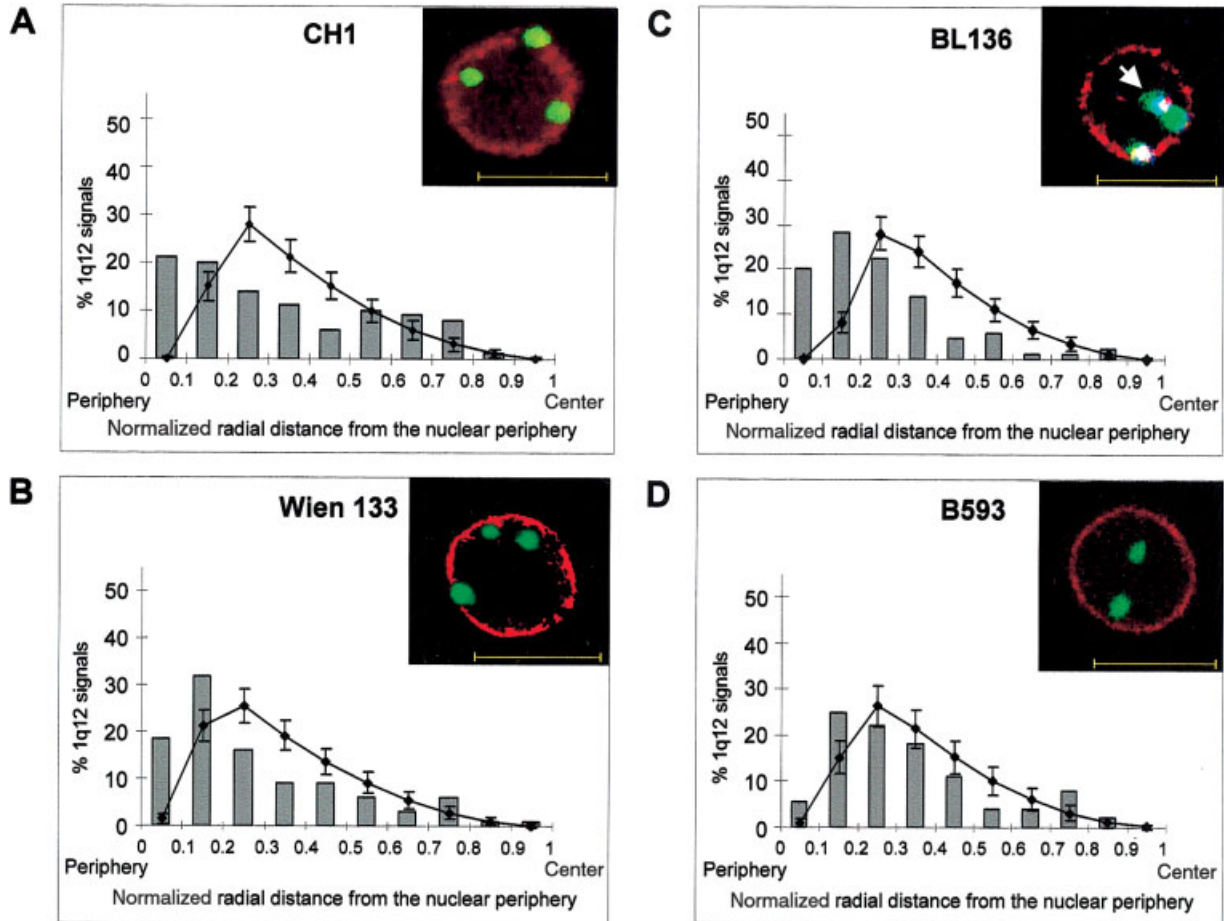 A
CH1
% 1q12 signals
50
40
30
20
10
0
0 0.1 0.2 0.3 0.4 0.5 0.6 0.7 0.8 0.9 1
Periphery Center
Normalized radial distance from the nuclear periphery
B
Wien 133
% 1q12 signals
50
40
30
20
10
0
0 0.1 0.2 0.3 0.4 0.5 0.6 0.7 0.8 0.9 1
Periphery Center
Normalized radial distance from the nuclear periphery
C
BL136
% 1q12 signals
50
40
30
20
10
0
0 0.1 0.2 0.3 0.4 0.5 0.6 0.7 0.8 0.9 1
Periphery Center
Normalized radial distance from the nuclear periphery
D
B593
% 1q12 signals
50
40
30
20
10
0
0 0.1 0.2 0.3 0.4 0.5 0.6 0.7 0.8 0.9 1
Periphery Center
Normalized radial distance from the nuclear periphery